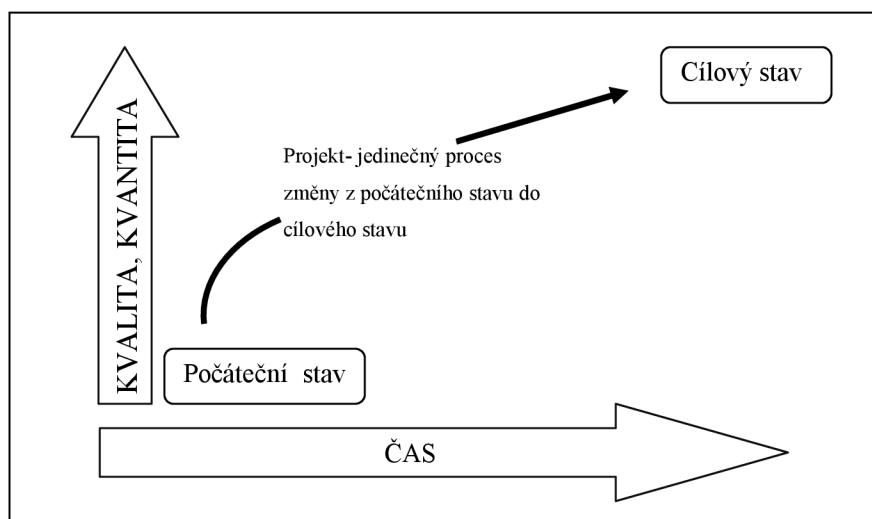 Cílový stav
Projekt- jedinečný proces
změny z počátečního stavu do
cílového stavu
KVALITA, KVANTITA
Počáteční stav
ČAS